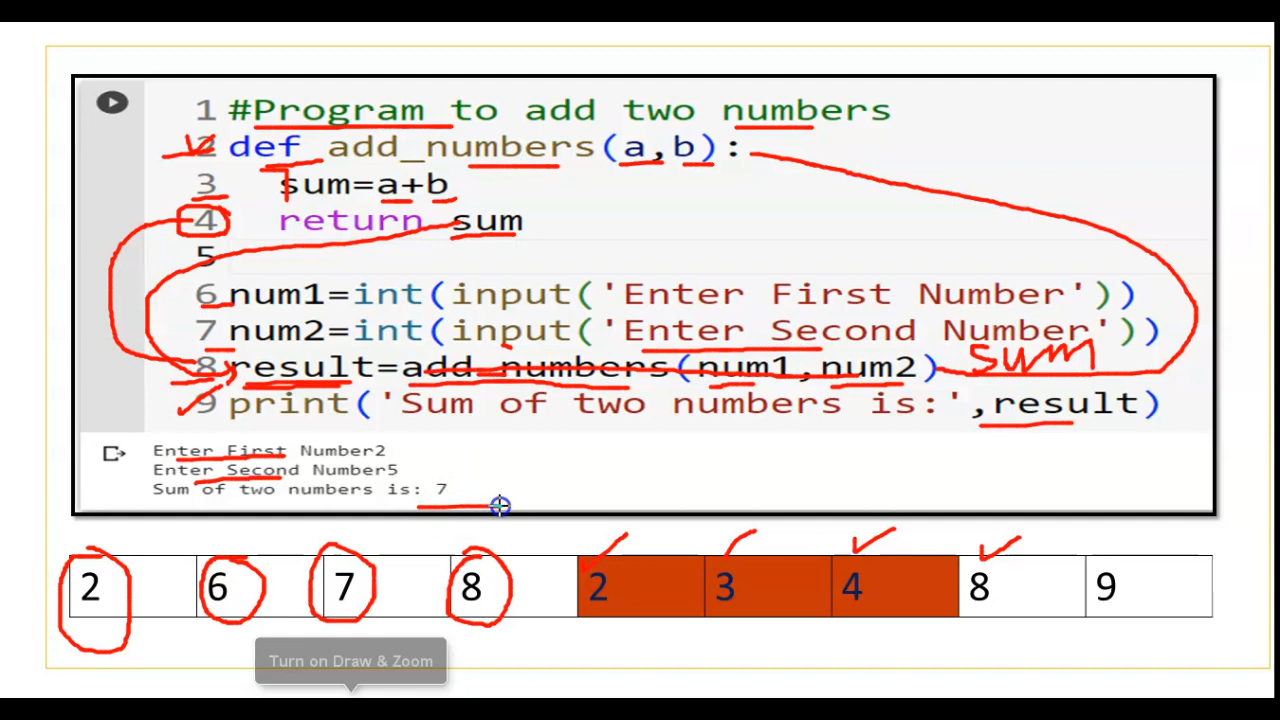 1 #Program to add two numbers
2 def add_numbers(a,b):
3 sum=a+b
4 return sum
5
6 num1=int(input('Enter First Number'))
7 num2=int(input('Enter Second Number'))
sum
8 result=add_numbers(num1,num2)
9 print('Sum of two numbers is:',result)
Enter First Number2
Enter Second Number5
Sum of two numbers is: 7
2 6 7 8 2 3 4 8 9
Turn on Draw & Zoom